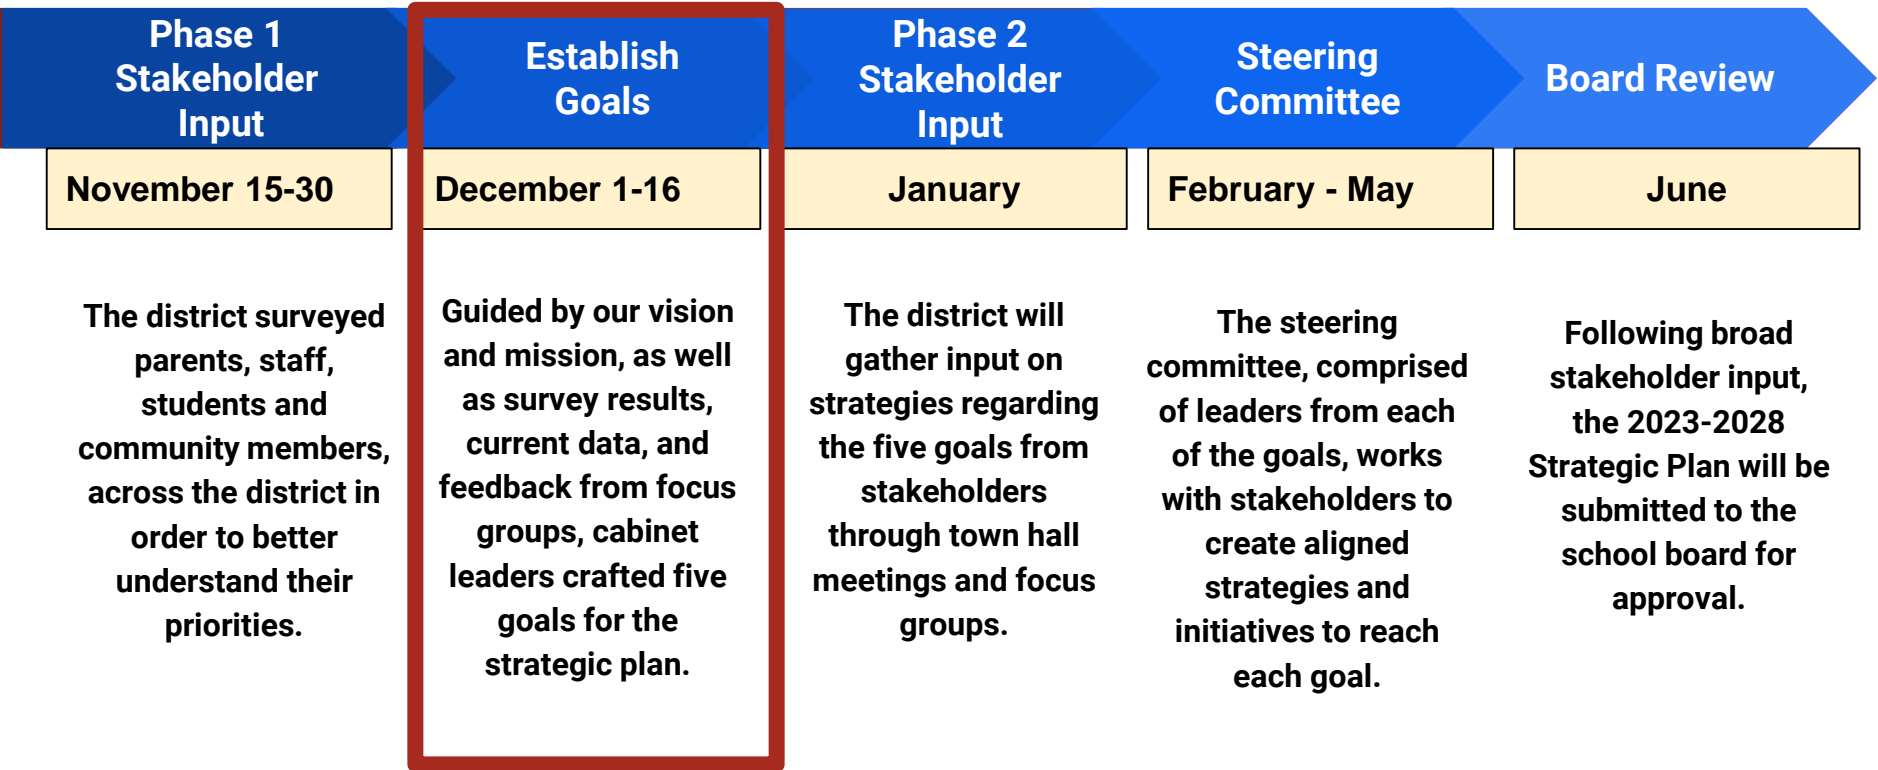 Phase 1
Stakeholder
Input
Establish
Goals
Phase 2
Stakeholder
Input
Steering
Committee
Board Review
November 15-30
December 1-16
January
February - May
June
The district surveyed
parents, staff,
students and
community members,
across the district in
order to better
understand their
priorities.
Guided by our vision
and mission, as well
as survey results,
current data, and
feedback from focus
groups, cabinet
leaders crafted five
goals for the
strategic plan.
The district will
gather input on
strategies regarding
the five goals from
stakeholders
through town hall
meetings and focus
groups.
The steering
committee, comprised
of leaders from each
of the goals, works
with stakeholders to
create aligned
strategies and
initiatives to reach
each goal.
Following broad
stakeholder input,
the 2023-2028
Strategic Plan will be
submitted to the
school board for
approval.